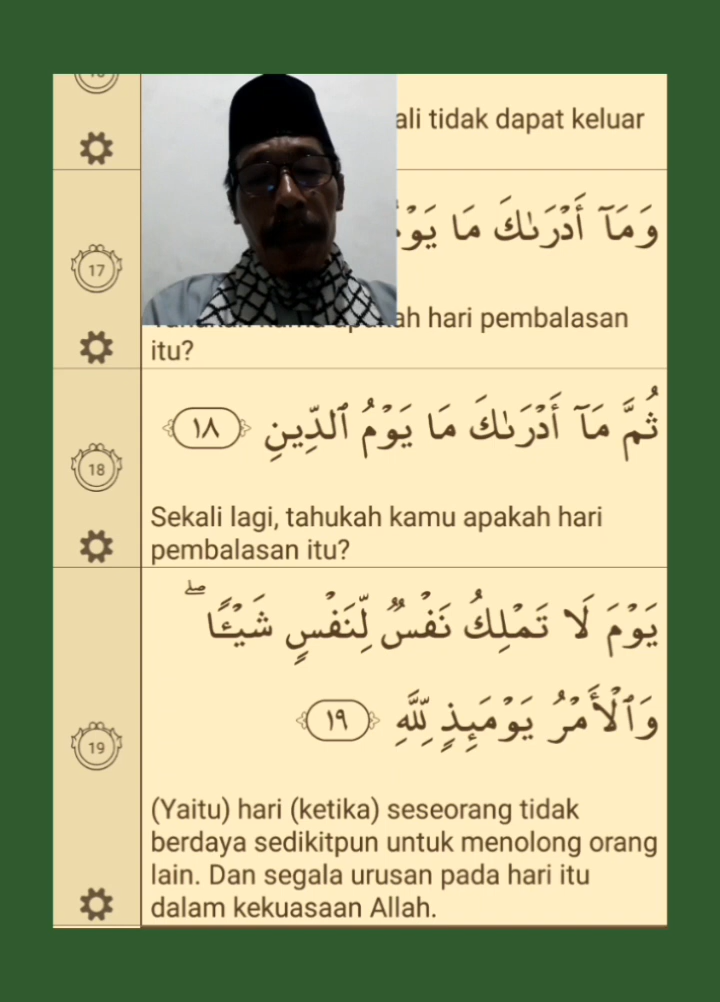 ali tidak dapat keluar
وَمَآ أَدْرَىٰكَ مَا يَوْمُ
17
ah hari pembalasan
itu?
ثُمَّ مَآ أَدْرَىٰكَ مَا يَوْمُ ٱلدِّينِ ١٨
18
Sekali lagi, tahukah kamu apakah hari
pembalasan itu?
يَوْمَ لَا تَمْلِكُ نَفْسٌ لِّنَفْسٍ شَيْـًٔا ۖ
وَٱلْأَمْرُ يَوْمَئِذٍ لِّلَّهِ ١٩
19
(Yaitu) hari (ketika) seseorang tidak
berdaya sedikitpun untuk menolong orang
lain. Dan segala urusan pada hari itu
dalam kekuasaan Allah.